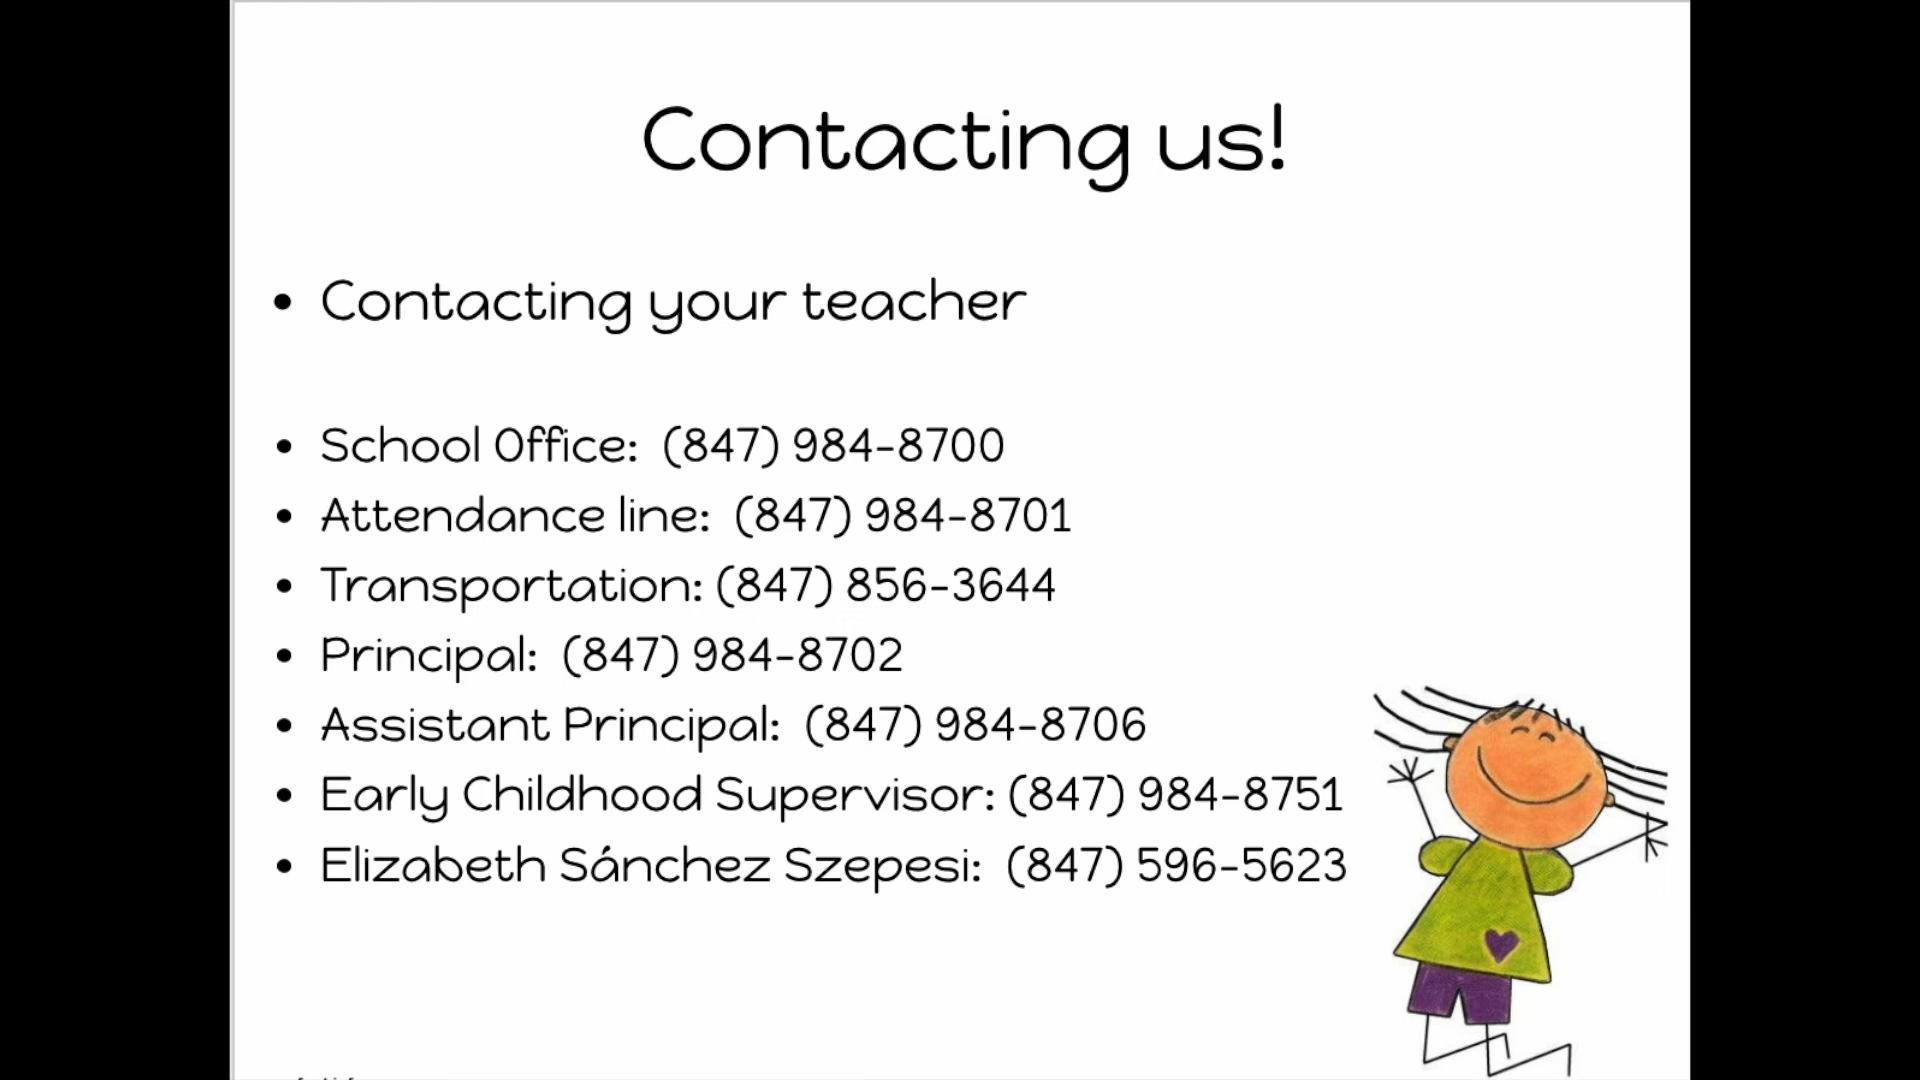 Contacting us!
• Contacting your teacher
• School Office:  (847) 984-8700
• Attendance line:  (847) 984-8701
• Transportation: (847) 856-3644
• Principal:  (847) 984-8702
• Assistant Principal:  (847) 984-8706
• Early Childhood Supervisor: (847) 984-8751
• Elizabeth Sánchez Szepesi:  (847) 596-5623